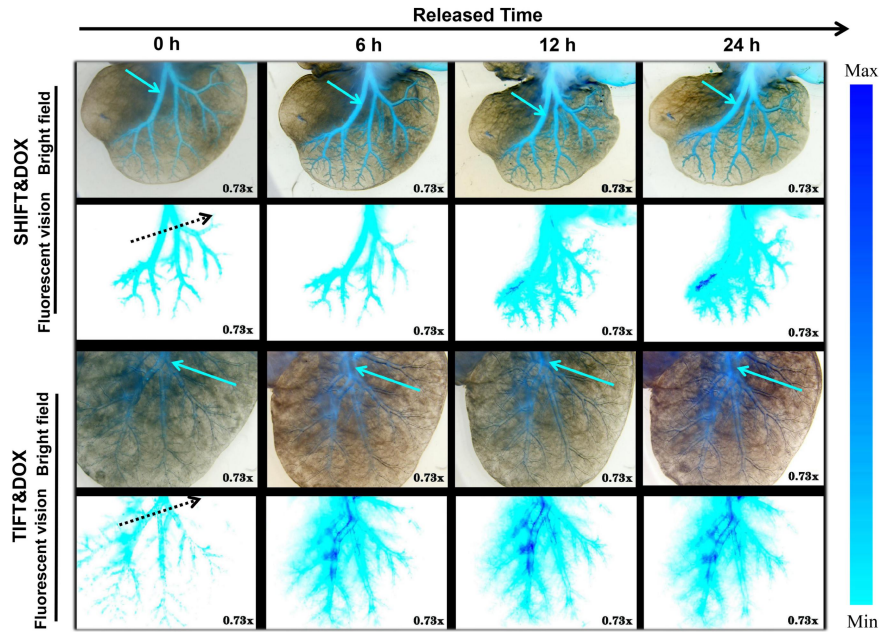 Released Time
0 h 6 h 12 h 24 h
Max
SHIFT&DOX
Bright field
0.73x 0.73x 0.73x 0.73x
Fluorescent vision
0.73x 0.73x 0.73x 0.73x
TIFT&DOX
Bright field
0.73x 0.73x 0.73x 0.73x
Fluorescent vision
0.73x 0.73x 0.73x 0.73x
Min